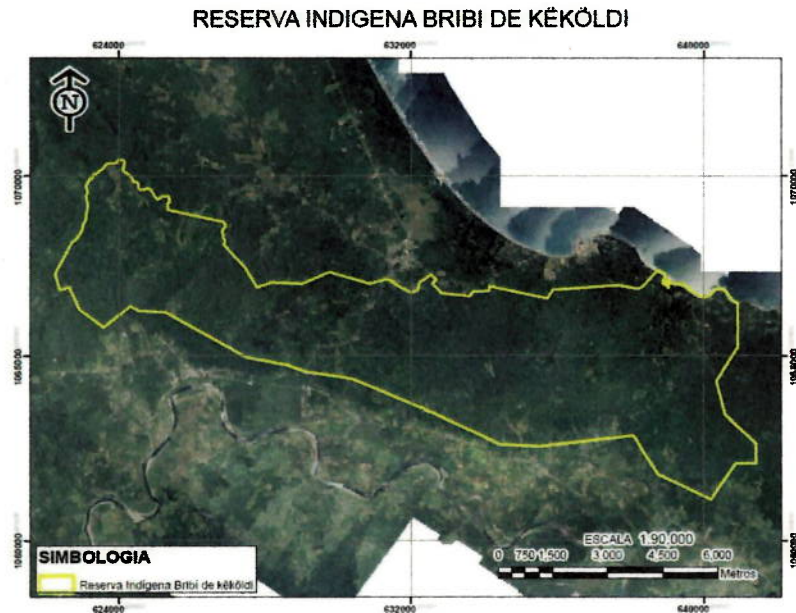 RESERVA INDIGENA BRIBI DE KËKÖLDI
624000 632000 640000
N
1070000 1070000
1065000 1065000
1060000 1060000
ESCALA 1:90,000
0 750 1,500 3,000 4,500 6,000
Metros
SIMBOLOGIA
Reserva Indígena Bribi de këköldi
624000 632000 640000